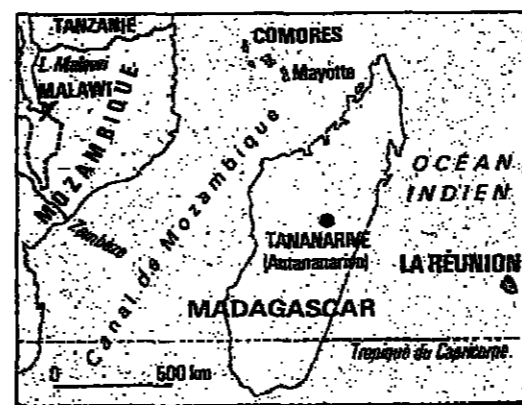 TANZANIE
COMORES
L. Malawi
MALAWI
Mayotte
MOZAMBIQUE
Canal de Mozambique
OCÉAN
INDIEN
Zambèze
TANANARIVE
(Antananarivo)
LA RÉUNION
MADAGASCAR
Tropique du Capricorne
0 500 km